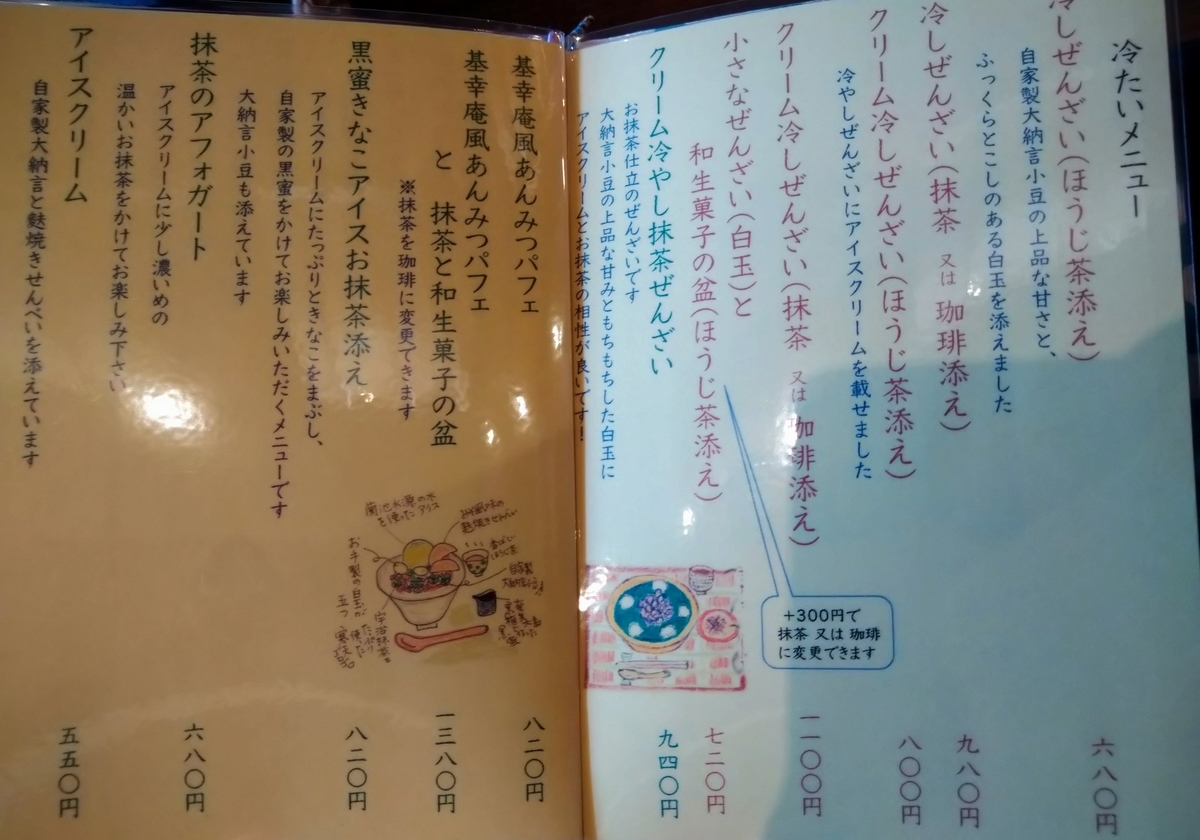 冷たいメニュー
冷しぜんざい(ほうじ茶添え)
六八〇円
自家製大納言小豆の上品な甘さと、
ふっくらとこしのある白玉を添えました
冷しぜんざい(抹茶 又は 珈琲添え)
九八〇円
クリーム冷しぜんざい(ほうじ茶添え)
八〇〇円
冷やしぜんざいにアイスクリームを載せました
クリーム冷しぜんざい(抹茶 又は 珈琲添え)
一一〇〇円
小さなぜんざい(白玉)と
和生菓子の盆(ほうじ茶添え)
七二〇円
+300円で
抹茶 又は 珈琲
に変更できます
クリーム冷やし抹茶ぜんざい
九四〇円
お抹茶仕立のぜんざいです
大納言小豆の上品な甘みともちもちした白玉に
アイスクリームとお抹茶の相性が良いです!
基幸庵風あんみつパフェ
八二〇円
基幸庵風あんみつパフェ
と 抹茶と和生菓子の盆
一三八〇円
※抹茶を珈琲に変更できます
黒蜜きなこアイスお抹茶添え
八二〇円
アイスクリームにたっぷりときなこをまぶし、
自家製の黒蜜をかけてお楽しみいただくメニューです
大納言小豆も添えています
抹茶のアフォガート
六八〇円
アイスクリームに少し濃いめの
温かいお抹茶をかけてお楽しみ下さい
アイスクリーム
五五〇円
自家製大納言と麩焼きせんべいを添えています
菊池水源の水
を使ったアイス
お手製の白玉が
五つ